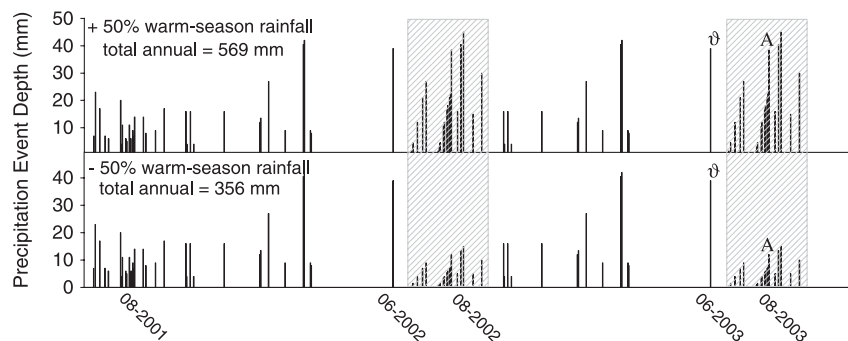 Precipitation Event Depth (mm)
50
+ 50% warm-season rainfall
total annual = 569 mm
ϑ
A
40
30
20
10
- 50% warm-season rainfall
total annual = 356 mm
ϑ
A
40
30
20
10
0
08-2001
06-2002
08-2002
06-2003
08-2003